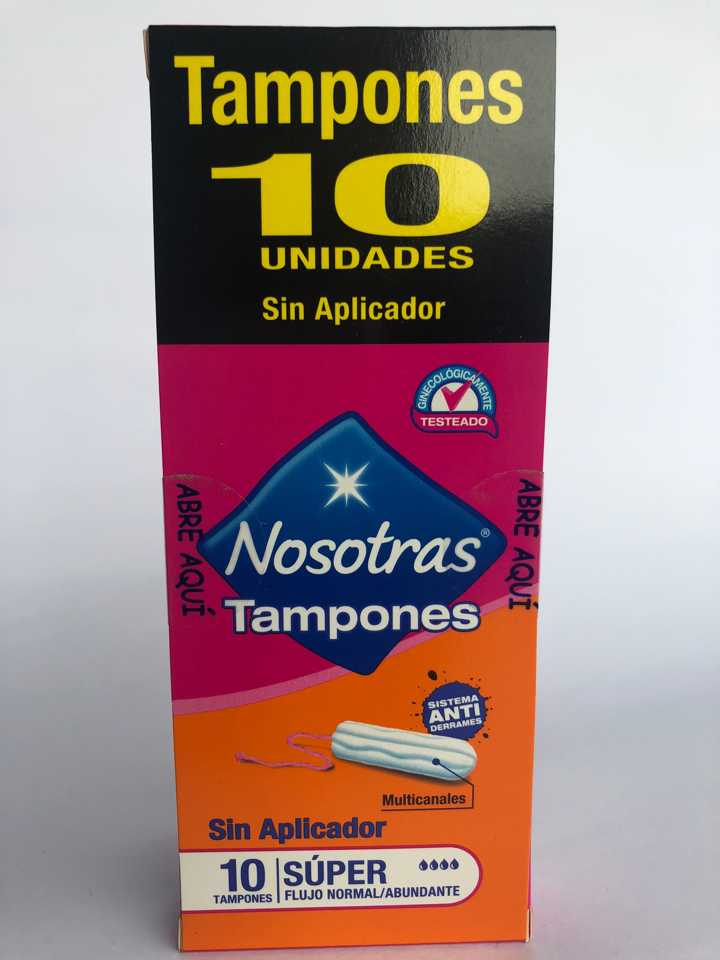 Tampones
10
UNIDADES
Sin Aplicador
GINECOLÓGICAMENTE
TESTEADO
ABRE AQUÍ
ABRE AQUÍ
Nosotras®
Tampones
SISTEMA
ANTI
DERRAMES
Multicanales
Sin Aplicador
10
TAMPONES
SÚPER
FLUJO NORMAL/ABUNDANTE